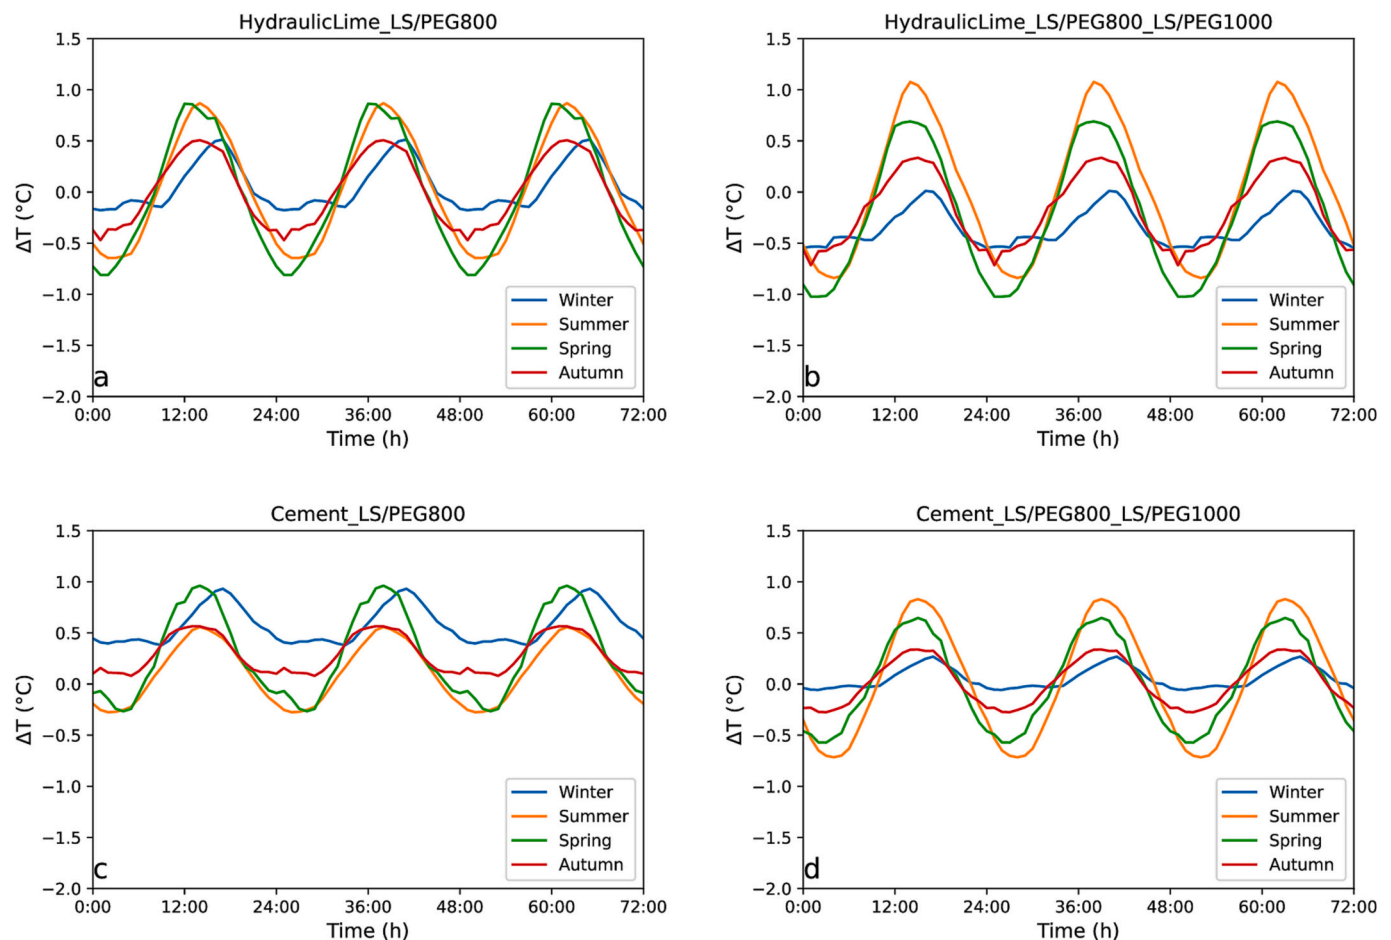 HydraulicLime_LS/PEG800
1.5
1.0
0.5
0.0
−0.5
−1.0
−1.5
−2.0
ΔT (°C)
Winter
Summer
Spring
Autumn
a
0:00 12:00 24:00 36:00 48:00 60:00 72:00
Time (h)
HydraulicLime_LS/PEG800_LS/PEG1000
1.5
1.0
0.5
0.0
−0.5
−1.0
−1.5
−2.0
ΔT (°C)
Winter
Summer
Spring
Autumn
b
0:00 12:00 24:00 36:00 48:00 60:00 72:00
Time (h)
Cement_LS/PEG800
1.5
1.0
0.5
0.0
−0.5
−1.0
−1.5
−2.0
ΔT (°C)
Winter
Summer
Spring
Autumn
c
0:00 12:00 24:00 36:00 48:00 60:00 72:00
Time (h)
Cement_LS/PEG800_LS/PEG1000
1.5
1.0
0.5
0.0
−0.5
−1.0
−1.5
−2.0
ΔT (°C)
Winter
Summer
Spring
Autumn
d
0:00 12:00 24:00 36:00 48:00 60:00 72:00
Time (h)